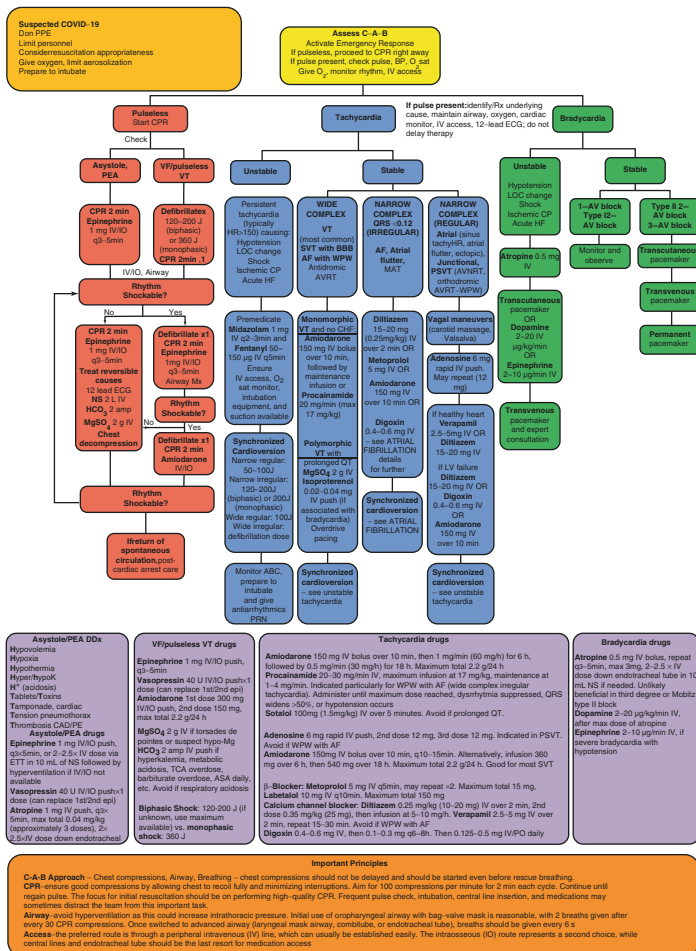 Suspected COVID–19
Don PPE
Limit personnel
Considerresuscitation appropriateness
Give oxygen, limit aerosolization
Prepare to intubate
Assess C–A–B
Activate Emergency Response
If pulseless, proceed to CPR right away
If pulse present, check pulse, BP, O2 sat
Give O2, monitor rhythm, IV access
If pulse present:identify/Rx underlying
cause, maintain airway, oxygen, cardiac
monitor, IV access, 12–lead ECG; do not
delay therapy
Pulseless
Start CPR
Check
Asystole,
PEA
VF/pulseless
VT
CPR 2 min
Epinephrine
1 mg IV/IO
q3–5min
Defibrillatex
120–200 J
(biphasic)
or 360 J
(monophasic)
CPR 2min ,1
IV/IO, Airway
Rhythm
Shockable?
No
Yes
CPR 2 min
Epinephrine
1 mg IV/IO
q3–5min
Treat reversible
causes
12 lead ECG
NS 2 L IV
HCO3 2 amp
MgSO4 2 g IV
Chest
decompression
Defibrillate x1
CPR 2 min
Epinephrine
1mg IV/IO
q3–5min
Airway Mx
Rhythm
Shockable?
No
Yes
Defibrillate x1
CPR 2 min
Amiodarone
IV/IO
Rhythm
Shockable?
Ifreturn of
spontaneous
circulation,post-
cardiac arrest care
Tachycardia
Unstable
Persistent
tachycardia
(typically
HR>150) causing:
Hypotension
LOC change
Shock
Ischemic CP
Acute HF
Premedicate
Midazolam 1 mg
IV q2–3min and
Fentanyl 50–
150 µg IV q5min
Ensure
IV access, O2
sat monitor,
intubation
equipment, and
suction available
Synchronized
Cardioversion
Narrow regular:
50–100J
Narrow irregular:
120–200J
(biphasic) or 200J
(monophasic)
Wide regular: 100J
Wide irregular:
defibrillation dose
Monitor ABC,
prepare to
intubate
and give
antiarrhythmics
PRN
Stable
WIDE
COMPLEX
VT
(most common)
SVT with BBB
AF with WPW
Antidromic
AVRT
Monomorphic
VT and no CHF:
Amiodarone
150 mg IV bolus
over 10 min,
followed by
maintenance
infusion or
Procainamide
20 mg/min (max
17 mg/kg)
Polymorphic
VT with
prolonged QT
MgSO4 2 g IV
Isoproterenol
0.02–0.04 mg
IV push (if
associated with
bradycardia)
Overdrive
pacing
Synchronized
cardioversion
– see unstable
tachycardia
NARROW
COMPLEX
QRS <0.12
(IRREGULAR)
AF, Atrial
flutter,
MAT
Diltiazem
15–20 mg
(0.25mg/kg) IV
over 2 min OR
Metoprolol
5 mg IV OR
Amiodarone
150 mg IV
over 10 min OR
Digoxin
0.4–0.6 mg IV
– see ATRIAL
FIBRILLATION
details
for further
Synchronized
cardioversion
– see ATRIAL
FIBRILLATION
NARROW
COMPLEX
(REGULAR)
Atrial (sinus
tachyHR, atrial
flutter, ectopic),
Junctional,
PSVT (AVNRT,
orthodromic
AVRT–WPW)
Vagal maneuvers
(carotid massage,
Valsalva)
Adenosine 6 mg
rapid IV push.
May repeat (12
mg)
If healthy heart
Verapamil
2.5–5mg IV OR
Diltiazem
15–20 mg IV
If LV failure
Diltiazem
15–20 mg IV OR
Digoxin
0.4–0.6 mg IV
OR
Amiodarone
150 mg IV
over 10 min
Synchronized
cardioversion
– see unstable
tachycardia
Bradycardia
Unstable
Hypotension
LOC change
Shock
Ischemic CP
Acute HF
Atropine 0.5 mg
IV
Transcutaneous
pacemaker
OR
Dopamine
2–20 IV
µg/kg/min
OR
Epinephrine
2–10 µg/min IV
Transvenous
pacemaker
and expert
consultation
Stable
1—AV block
Type I2—
AV block
Monitor and
observe
Type II 2—
AV block
3—AV block
Transcutaneous
pacemaker
Transvenous
pacemaker
Permanent
pacemaker
Asystole/PEA DDx
Hypovolemia
Hypoxia
Hypothermia
Hyper/hypoK
H+ (acidosis)
Tablets/Toxins
Tamponade, cardiac
Tension pneumothorax
Thrombosis CAD/PE
Asystole/PEA drugs
Epinephrine 1 mg IV/IO push,
q3×5min, or 2–2.5× IV dose via
ETT in 10 mL of NS followed by
hyperventilation if IV/IO not
available
Vasopressin 40 U IV/IO push×1
dose (can replace 1st/2nd epi)
Atropine 1 mg IV push, q3×
5min, max total 0.04 mg/kg
(approximately 3 doses), 2×
2.5×IV dose down endotracheal
VF/pulseless VT drugs
Epinephrine 1 mg IV/IO push,
q3–5min
Vasopressin 40 U IV/IO push×1
dose (can replace 1st/2nd epi)
Amiodarone 1st dose 300 mg
IV/IO push, 2nd dose 150 mg,
max total 2.2 g/24 h
MgSO4 2 g IV if torsades de
pointes or suspect hypo-Mg
HCO3 2 amp IV push if
hyperkalemia, metabolic
acidosis, TCA overdose,
barbiturate overdose, ASA
daily, etc. Avoid if respiratory acidosis
Biphasic Shock: 120-200 J (if
unknown, use maximum
available) vs. monophasic
shock: 360 J
Tachycardia drugs
Amiodarone 150 mg IV bolus over 10 min, then 1 mg/min (60 mg/h) for 6 h,
followed by 0.5 mg/min (30 mg/h) for 18 h. Maximum total 2.2 g/24 h
Procainamide 20–30 mg/min IV, maximum infusion at 17 mg/kg, maintenance at
1–4 mg/min. Indicated particularly for WPW with AF (wide complex irregular
tachycardia). Administer until maximum dose reached, dysrrhytmia suppressed, QRS
widens >50%, or hypotension occurs
Sotalol 100mg (1.5mg/kg) IV over 5 minutes. Avoid if prolonged QT.
Adenosine 6 mg rapid IV push, 2nd dose 12 mg, 3rd dose 12 mg. Indicated in PSVT.
Avoid if WPW with AF
Amiodarone 150mg IV bolus over 10 min, q10–15min. Alternatively, infusion 360
mg over 6 h, then 540 mg over 18 h. Maximum total 2.2 g/24 h. Good for most SVT
β–Blocker: Metoprolol 5 mg IV q5min, may repeat ×2. Maximum total 15 mg,
Labetalol 10 mg IV q10min. Maximum total 150 mg
Calcium channel blocker: Diltiazem 0.25 mg/kg (10–20 mg) IV over 2 min, 2nd
dose 0.35 mg/kg (25 mg), then infusion at 5–10 mg/h. Verapamil 2.5–5 mg IV over
2 min, repeat 15–30 min. Avoid if WPW with AF
Digoxin 0.4–0.6 mg IV, then 0.1–0.3 mg q6–8h. Then 0.125–0.5 mg IV/PO daily
Bradycardia drugs
Atropine 0.5 mg IV bolus, repeat
q3–5min, max 3mg, 2–2.5 × IV
dose down endotracheal tube in 10
mL NS if needed. Unlikely
beneficial in third degree or Mobitz
type II block
Dopamine 2–20 µg/kg/min IV,
after max dose of atropine
Epinephrine 2–10 µg/min IV, if
severe bradycardia with
hypotension
Important Principles
C-A-B Approach – Chest compressions, Airway, Breathing – chest compressions should not be delayed and should be started even before rescue breathing.
CPR–ensure good compressions by allowing chest to recoil fully and minimizing interruptions. Aim for 100 compressions per minute for 2 min each cycle. Continue until
regain pulse. The focus for initial resuscitation should be on performing high–quality CPR. Frequent pulse check, intubation, central line insertion, and medications may
sometimes distract the team from this important task.
Airway–avoid hyperventilation as this could increase intrathoracic pressure. Initial use of oropharyngeal airway with bag–valve mask is reasonable, with 2 breaths given after
every 30 CPR compressions. Once switched to advanced airway (laryngeal mask airway, combitube, or endotracheal tube), breaths should be given every 6 s
Access–the preferred route is through a peripheral intravenous (IV) line, which can usually be established easily. The intraosseous (IO) route represents a second choice, while
central lines and endotracheal tube should be the last resort for medication access